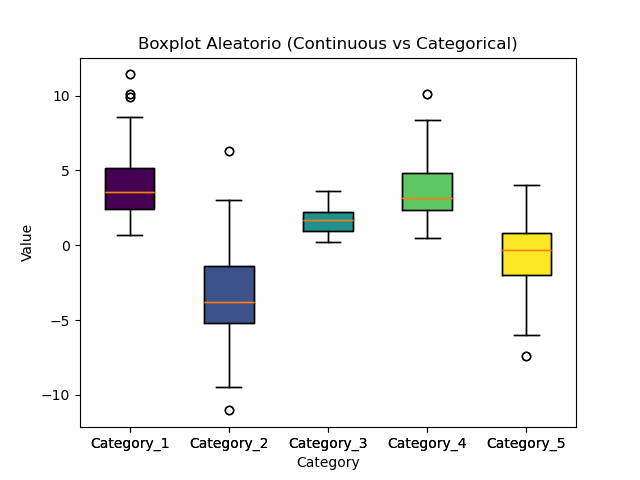 Boxplot Aleatorio (Continuous vs Categorical)
10
5
0
−5
−10
Value
Category_1 Category_2 Category_3 Category_4 Category_5
Category